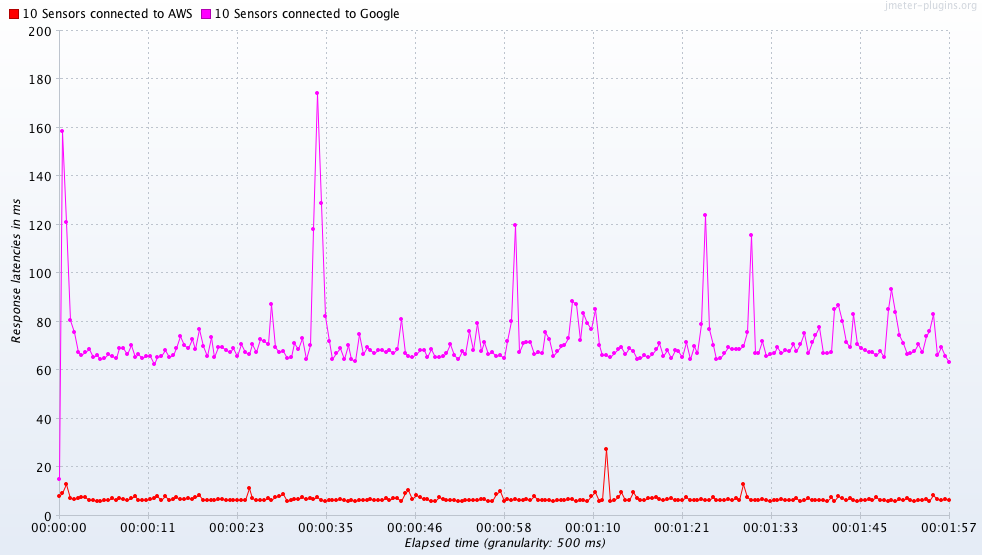 10 Sensors connected to AWS 10 Sensors connected to Google
jmeter-plugins.org
200
180
160
140
120
100
80
60
40
20
0
Response latencies in ms
00:00:00 00:00:11 00:00:23 00:00:35 00:00:46 00:00:58 00:01:10 00:01:21 00:01:33 00:01:45 00:01:57
Elapsed time (granularity: 500 ms)